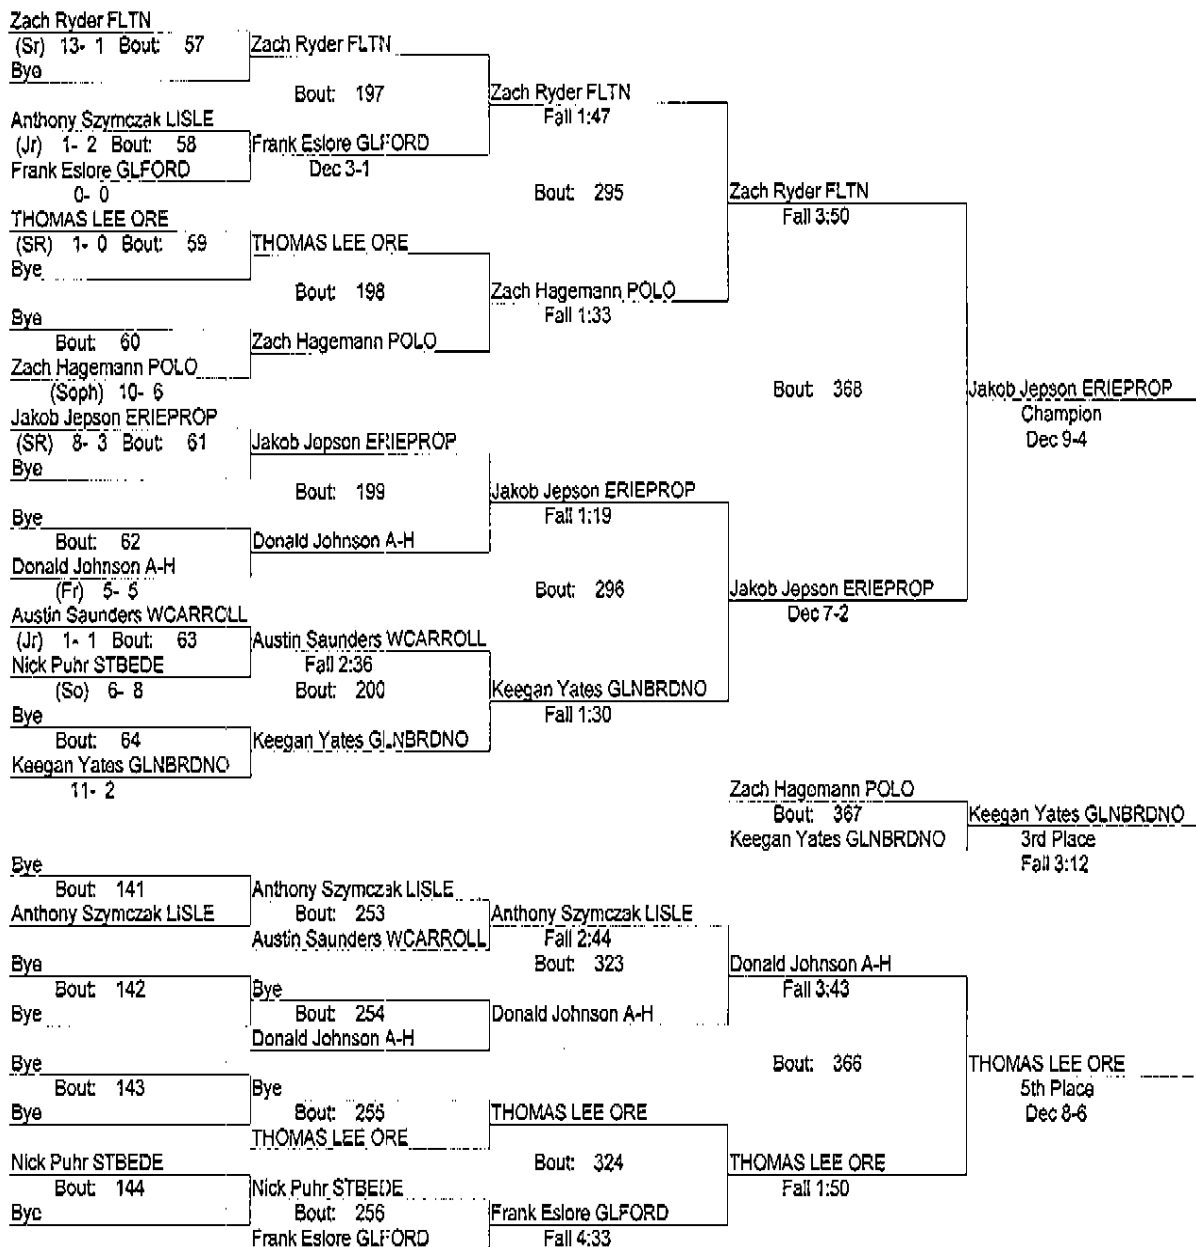 Zach Ryder FLTN
(Sr) 13- 1 Bout: 57
Bye
Zach Ryder FLTN
Bout: 197
Anthony Szymczak LISLE
(Jr) 1- 2 Bout: 58
Frank Eslore GLFORD
0- 0
Frank Eslore GLFORD
Dec 3-1
Zach Ryder FLTN
Fall 1:47
Bout: 295
THOMAS LEE ORE
(SR) 1- 0 Bout: 59
Bye
THOMAS LEE ORE
Bout: 198
Bye
Bout: 60
Zach Hagemann POLO
(Soph) 10- 6
Zach Hagemann POLO
Zach Hagemann POLO
Fall 1:33
Zach Ryder FLTN
Fall 3:50
Bout: 368
Jakob Jepson ERIEPROP
(SR) 8- 3 Bout: 61
Bye
Jakob Jepson ERIEPROP
Bout: 199
Bye
Bout: 62
Donald Johnson A-H
(Fr) 5- 5
Donald Johnson A-H
Jakob Jepson ERIEPROP
Fall 1:19
Bout: 296
Austin Saunders WCARROLL
(Jr) 1- 1 Bout: 63
Nick Puhr STBEDE
(So) 6- 8
Austin Saunders WCARROLL
Fall 2:36
Bout: 200
Bye
Bout: 64
Keegan Yates GLNBRDNO
11- 2
Keegan Yates GLNBRDNO
Keegan Yates GLNBRDNO
Fall 1:30
Jakob Jepson ERIEPROP
Dec 7-2
Jakob Jepson ERIEPROP
Champion
Dec 9-4
Zach Hagemann POLO
Bout: 367
Keegan Yates GLNBRDNO
Keegan Yates GLNBRDNO
3rd Place
Fall 3:12
Bye
Bout: 141
Anthony Szymczak LISLE
Anthony Szymczak LISLE
Bout: 253
Austin Saunders WCARROLL
Anthony Szymczak LISLE
Fall 2:44
Bout: 323
Bye
Bout: 142
Bye
Bye
Bout: 254
Donald Johnson A-H
Donald Johnson A-H
Donald Johnson A-H
Fall 3:43
Bout: 366
Bye
Bout: 143
Bye
Bye
Bout: 255
THOMAS LEE ORE
THOMAS LEE ORE
Bout: 324
Nick Puhr STBEDE
Bout: 144
Bye
Nick Puhr STBEDE
Bout: 256
Frank Eslore GLFORD
Frank Eslore GLFORD
Fall 4:33
THOMAS LEE ORE
Fall 1:50
THOMAS LEE ORE
5th Place
Dec 8-6